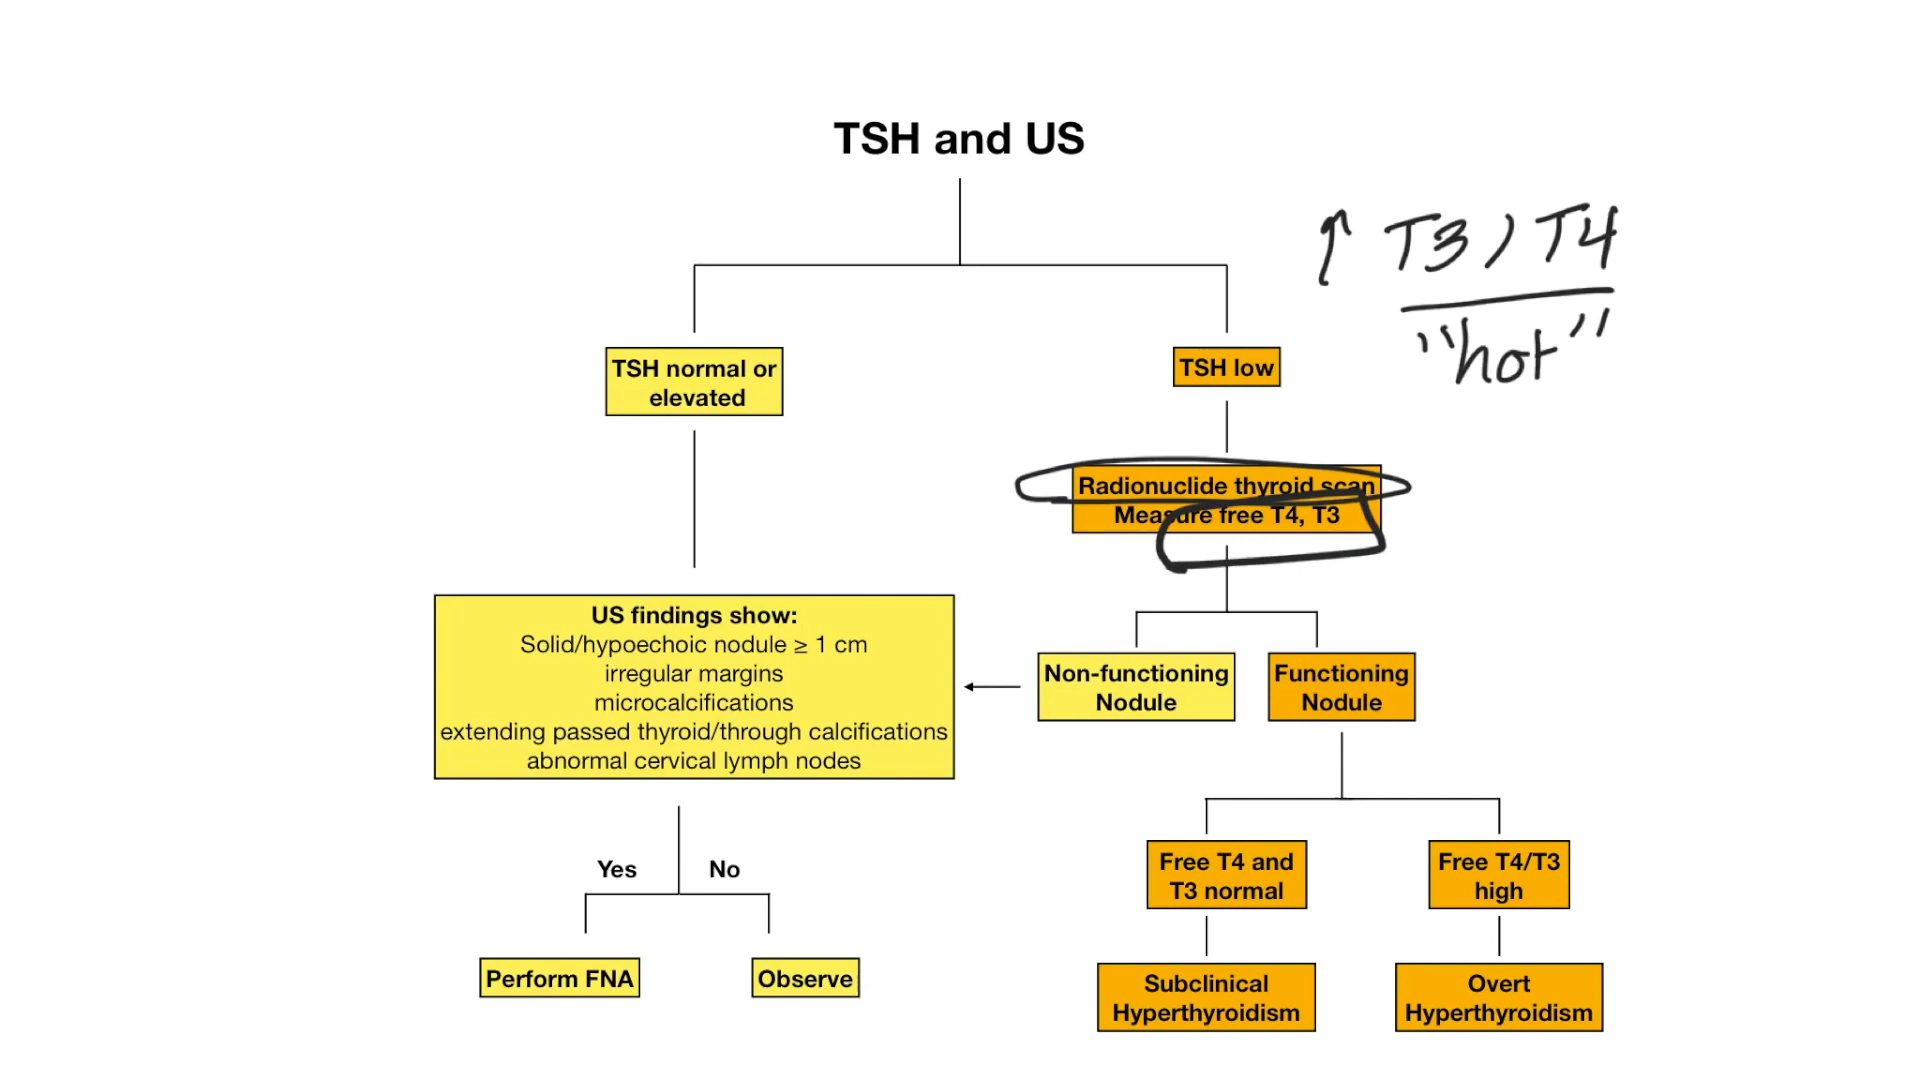 TSH and US
↑ T3, T4
"hot"
TSH normal or
elevated
TSH low
Radionuclide thyroid scan
Measure free T4, T3
US findings show:
Solid/hypoechoic nodule ≥ 1 cm
irregular margins
microcalcifications
extending passed thyroid/through calcifications
abnormal cervical lymph nodes
Non-functioning
Nodule
Functioning
Nodule
Yes
No
Perform FNA
Observe
Free T4 and
T3 normal
Free T4/T3
high
Subclinical
Hyperthyroidism
Overt
Hyperthyroidism